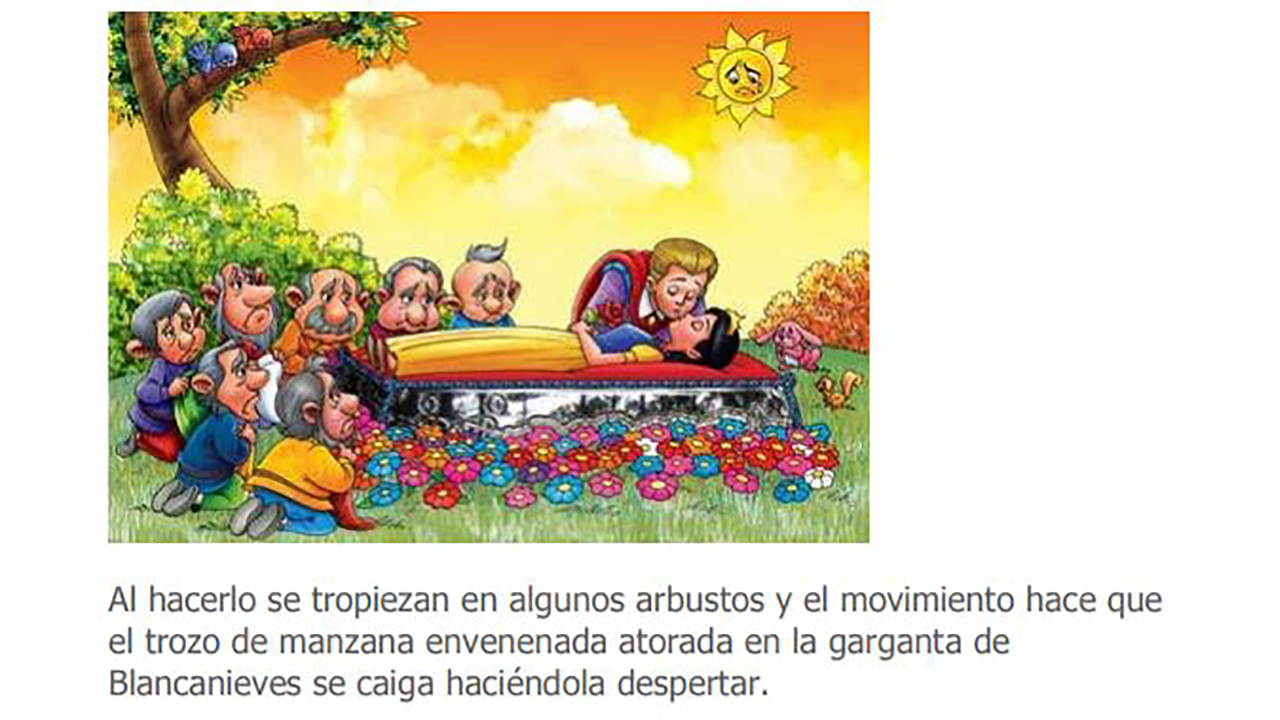 Al hacerlo se tropiezan en algunos arbustos y el movimiento hace que
el trozo de manzana envenenada atorada en la garganta de
Blancanieves se caiga haciéndola despertar.